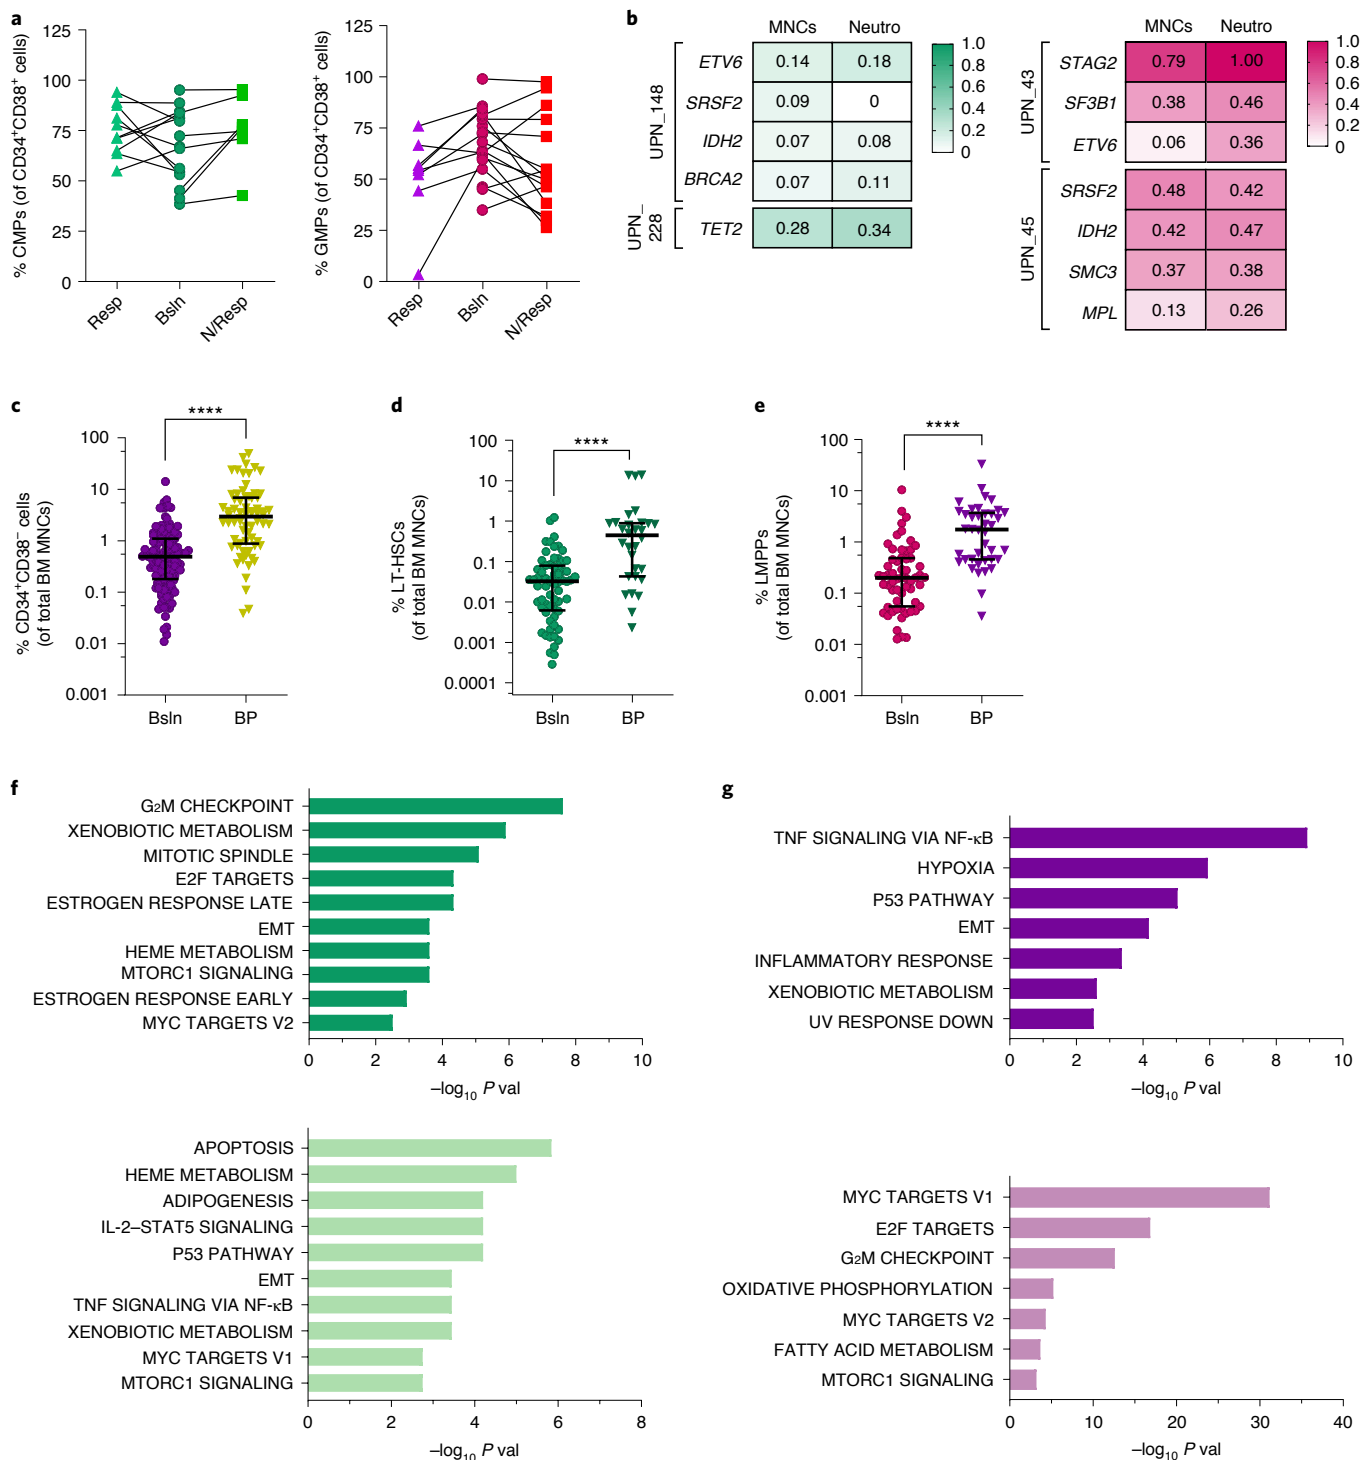 a
% CMPs (of CD34⁺CD38⁺ cells)
125
100
75
50
25
0
Resp
Bsln
N/Resp
% GMPs (of CD34⁺CD38⁺ cells)
125
100
75
50
25
0
Resp
Bsln
N/Resp
b
MNCs Neutro
UPN_148
ETV6 0.14 0.18
SRSF2 0.09 0
IDH2 0.07 0.08
BRCA2 0.07 0.11
UPN_
228
TET2 0.28 0.34
1.0
0.8
0.6
0.4
0.2
0
MNCs Neutro
UPN_43
STAG2 0.79 1.00
SF3B1 0.38 0.46
ETV6 0.06 0.36
UPN_45
SRSF2 0.48 0.42
IDH2 0.42 0.47
SMC3 0.37 0.38
MPL 0.13 0.26
1.0
0.8
0.6
0.4
0.2
0
c
% CD34⁺CD38⁻ cells
(of total BM MNCs)
****
100
10
1
0.1
0.01
0.001
Bsln
BP
d
% LT-HSCs
(of total BM MNCs)
****
100
10
1
0.1
0.01
0.001
0.0001
Bsln
BP
e
% LMPPs
(of total BM MNCs)
****
100
10
1
0.1
0.01
0.001
Bsln
BP
f
G2M CHECKPOINT
XENOBIOTIC METABOLISM
MITOTIC SPINDLE
E2F TARGETS
ESTROGEN RESPONSE LATE
EMT
HEME METABOLISM
MTORC1 SIGNALING
ESTROGEN RESPONSE EARLY
MYC TARGETS V2
0 2 4 6 8 10
–log₁₀ P val
APOPTOSIS
HEME METABOLISM
ADIPOGENESIS
IL-2–STAT5 SIGNALING
P53 PATHWAY
EMT
TNF SIGNALING VIA NF-κB
XENOBIOTIC METABOLISM
MYC TARGETS V1
MTORC1 SIGNALING
0 2 4 6 8
–log₁₀ P val
g
TNF SIGNALING VIA NF-κB
HYPOXIA
P53 PATHWAY
EMT
INFLAMMATORY RESPONSE
XENOBIOTIC METABOLISM
UV RESPONSE DOWN
0 2 4 6 8 10
–log₁₀ P val
MYC TARGETS V1
E2F TARGETS
G2M CHECKPOINT
OXIDATIVE PHOSPHORYLATION
MYC TARGETS V2
FATTY ACID METABOLISM
MTORC1 SIGNALING
0 10 20 30 40
–log₁₀ P val